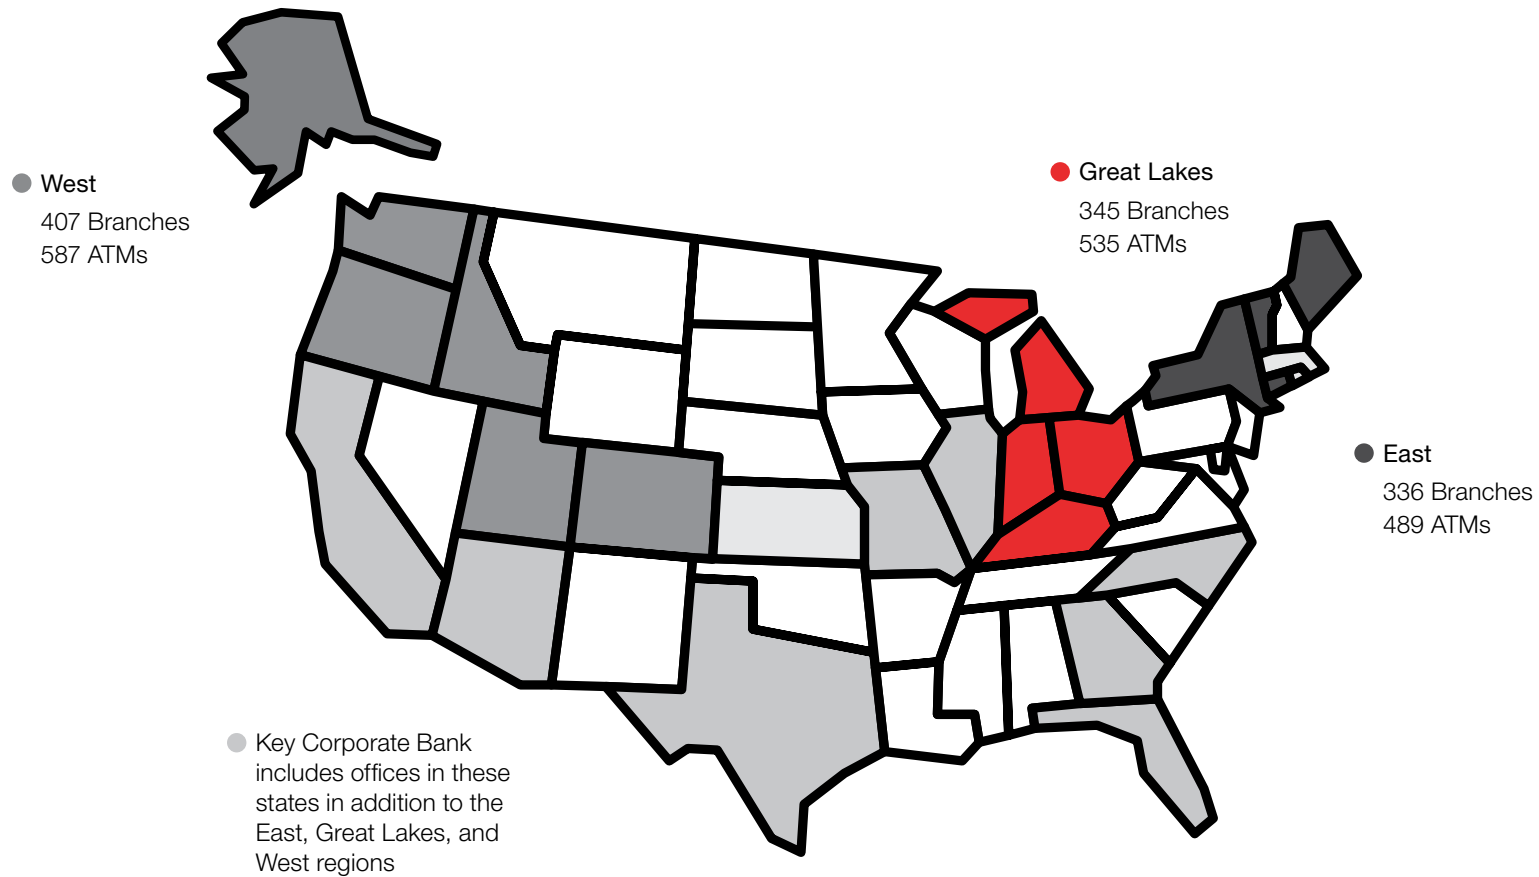 West
407 Branches
587 ATMs
Great Lakes
345 Branches
535 ATMs
East
336 Branches
489 ATMs
Key Corporate Bank
includes offices in these
states in addition to the
East, Great Lakes, and
West regions